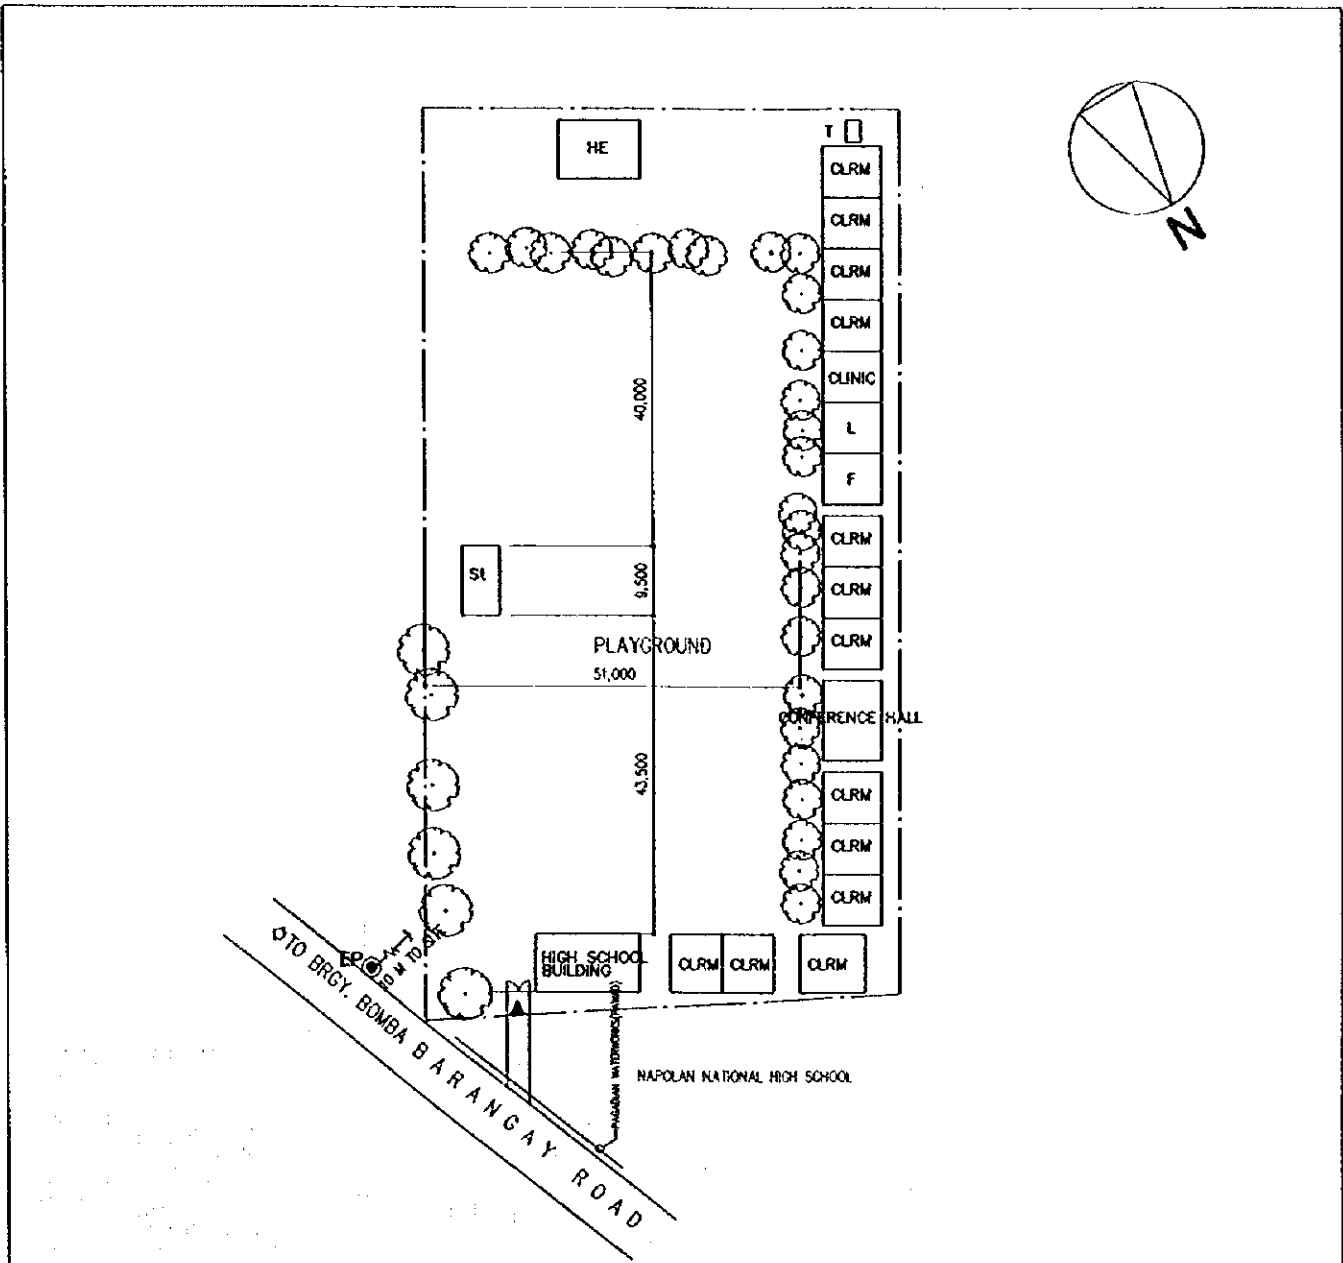 HE
T
CLRM
CLRM
CLRM
CLRM
CLINIC
L
F
CLRM
CLRM
CLRM
CONFERENCE HALL
CLRM
CLRM
CLRM
N
40,000
9,500
St
PLAYGROUND
51,000
43,500
HIGH SCHOOL
BUILDING
CLRM
CLRM
CLRM
EP
TO BRGY. BOMBA
BARANGAY ROAD
NAPOLAN NATIONAL HIGH SCHOOL